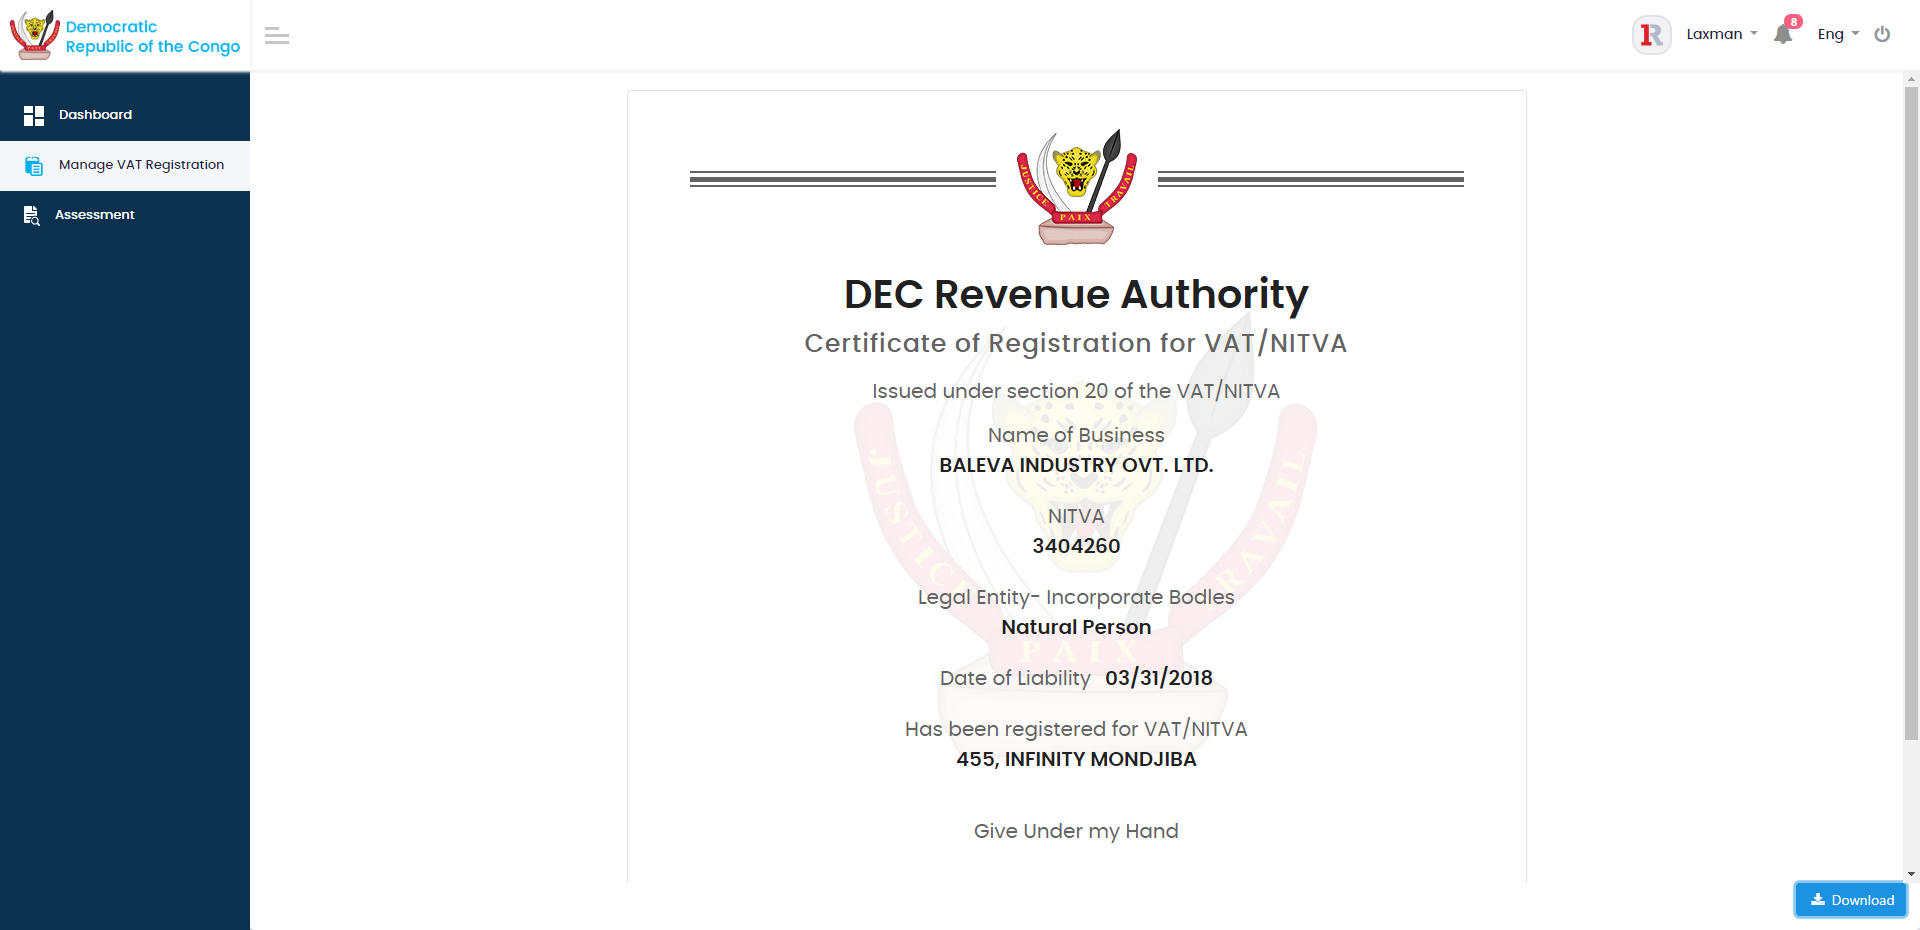 Democratic
Republic of the Congo
Laxman
8
Eng
Dashboard
Manage VAT Registration
Assessment
JUSTICE PAIX TRAVAIL
DEC Revenue Authority
Certificate of Registration for VAT/NITVA
Issued under section 20 of the VAT/NITVA
Name of Business
BALEVA INDUSTRY OVT. LTD.
NITVA
3404260
Legal Entity- Incorporate Bodles
Natural Person
Date of Liability 03/31/2018
Has been registered for VAT/NITVA
455, INFINITY MONDJIBA
Give Under my Hand
JUSTICE PAIX TRAVAIL
Download